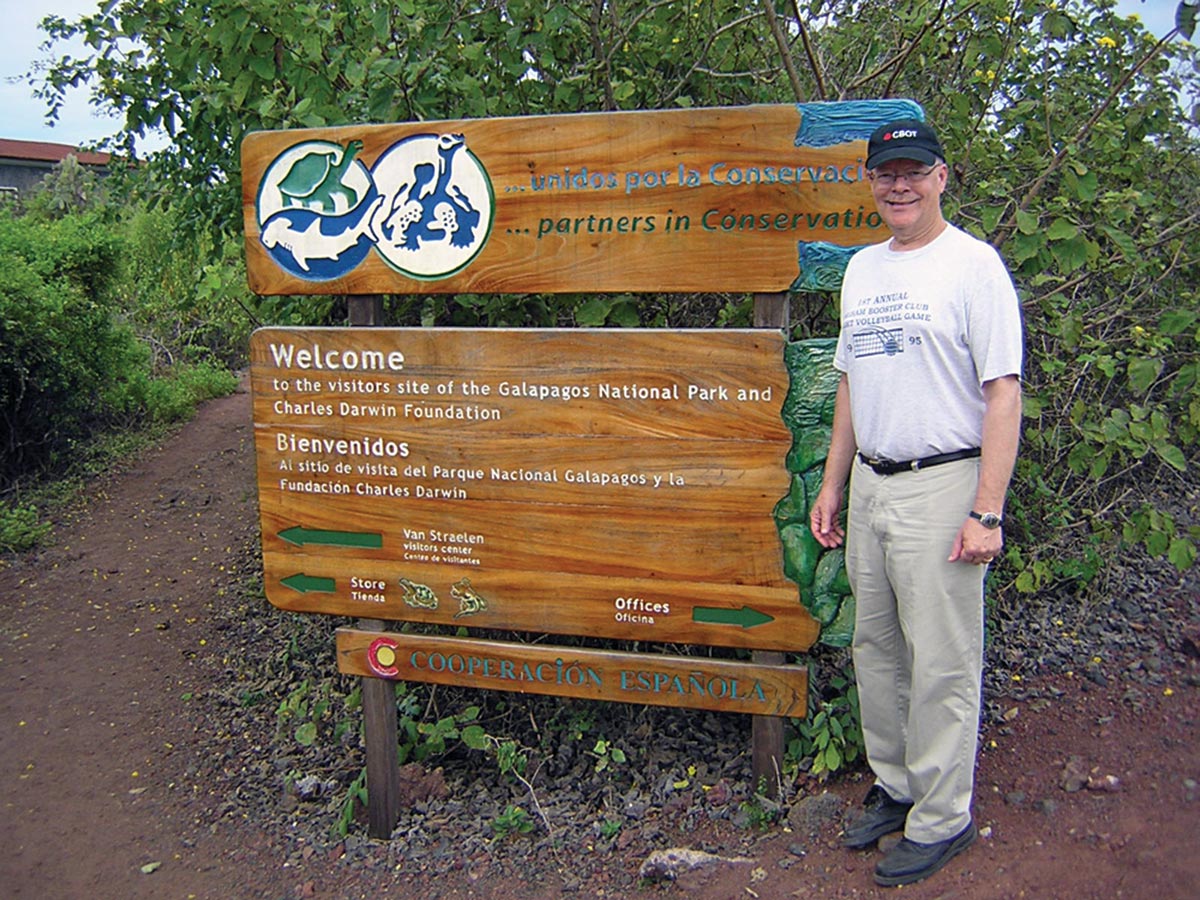 ...unidos por la Conservaci
...partners in Conservation
Welcome
to the visitors site of the Galapagos National Park and
Charles Darwin Foundation
Bienvenidos
Al sitio de visita del Parque Nacional Galapagos y la
Fundación Charles Darwin
Van Straelen
visitors center
Centro de visitantes
Store
Tienda
Offices
Oficina
COOPERACIÓN ESPAÑOLA
CBOT
1ST ANNUAL
BOOSTER CLUB
VOLLEYBALL GAME
95